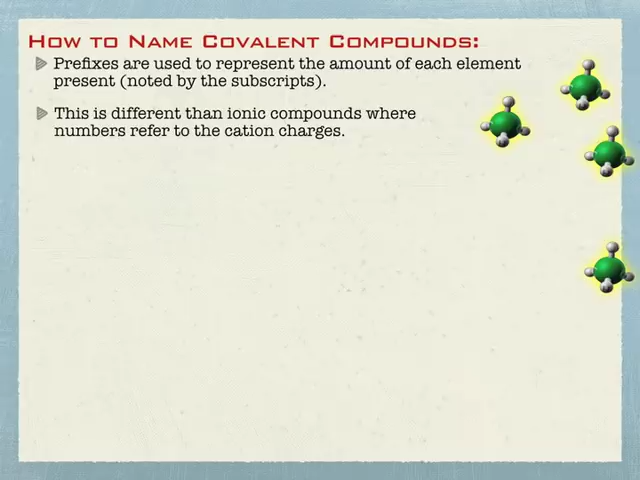 How to Name Covalent Compounds:
Prefixes are used to represent the amount of each element
present (noted by the subscripts).
This is different than ionic compounds where
numbers refer to the cation charges.